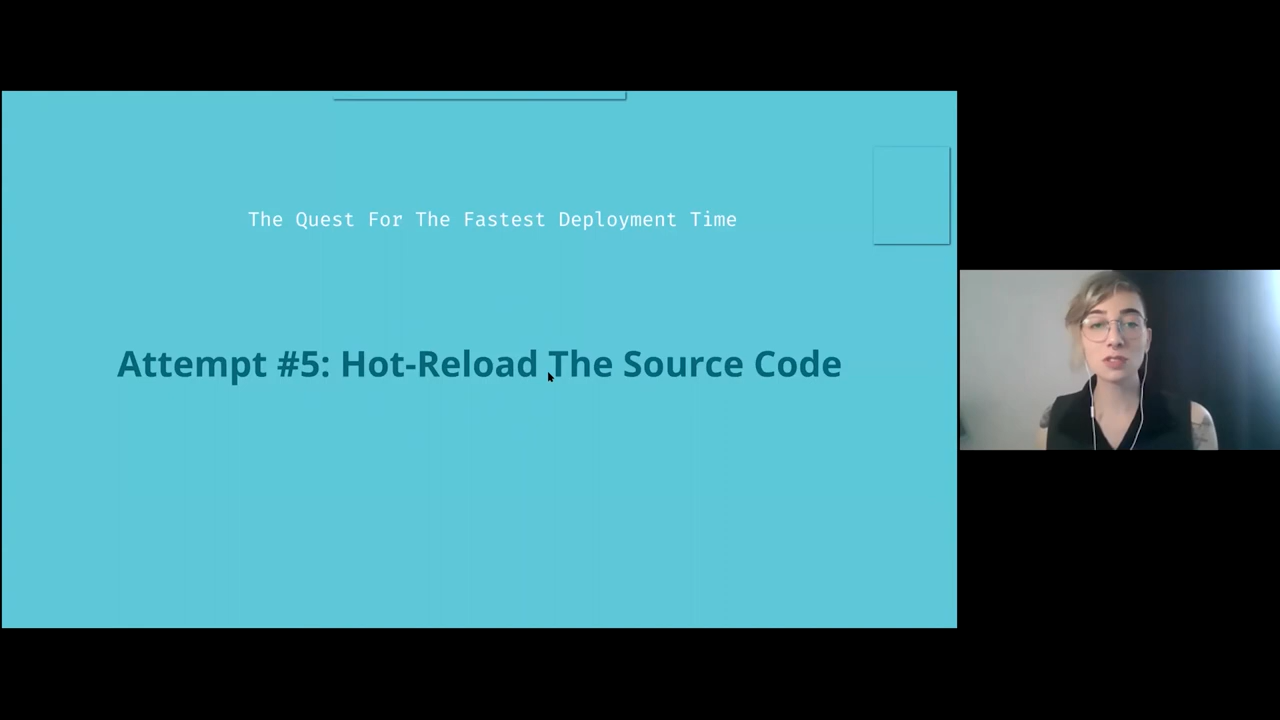 The Quest For The Fastest Deployment Time
Attempt #5: Hot-Reload The Source Code